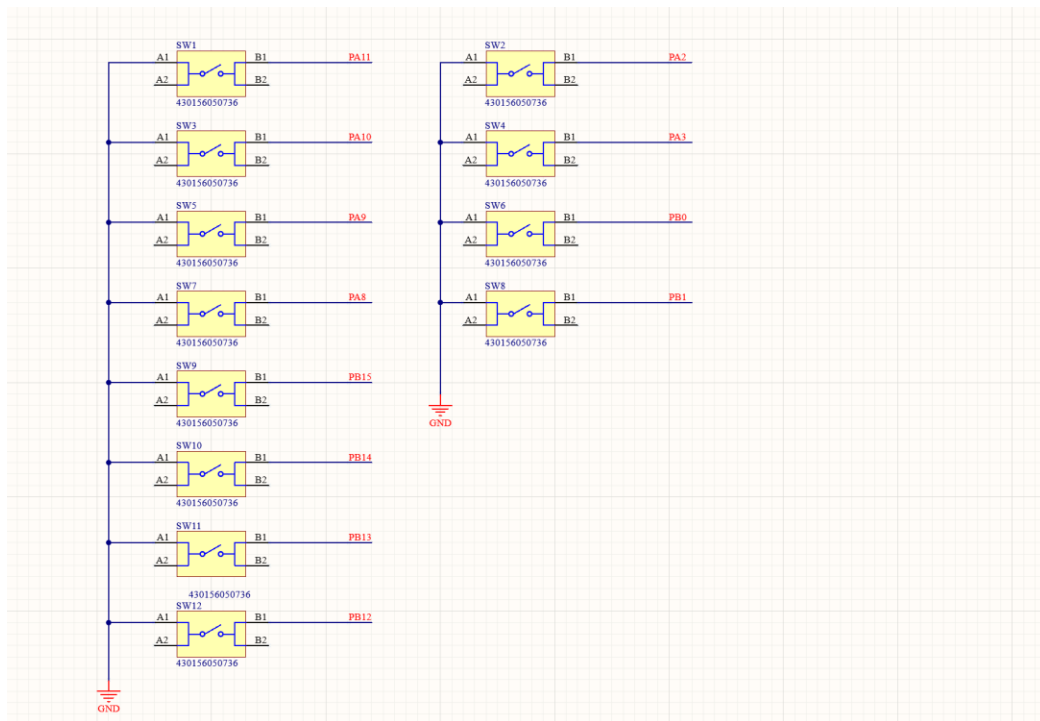 SW1
A1 B1 PA11
A2 B2
430156050736
SW3
A1 B1 PA10
A2 B2
430156050736
SW5
A1 B1 PA9
A2 B2
430156050736
SW7
A1 B1 PA8
A2 B2
430156050736
SW9
A1 B1 PB15
A2 B2
430156050736
SW10
A1 B1 PB14
A2 B2
430156050736
SW11
A1 B1 PB13
A2 B2
430156050736
SW12
A1 B1 PB12
A2 B2
430156050736
GND
SW2
A1 B1 PA2
A2 B2
430156050736
SW4
A1 B1 PA3
A2 B2
430156050736
SW6
A1 B1 PB0
A2 B2
430156050736
SW8
A1 B1 PB1
A2 B2
430156050736
GND